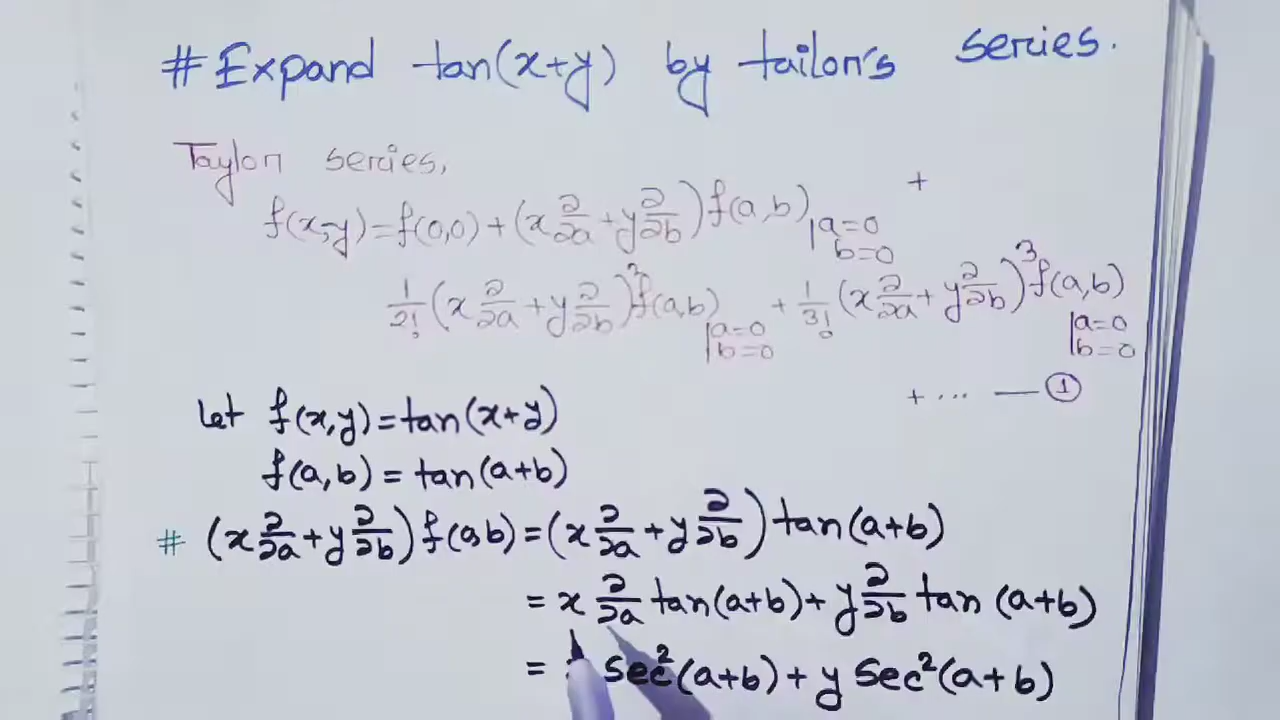 # Expand tan(x+y) by tailor's series.
Taylor series,
f(x,y)=f(0,0)+(x ∂/∂a + y ∂/∂b) f(a,b)|a=0 b=0 +
1/2! (x ∂/∂a + y ∂/∂b)² f(a,b)|a=0 b=0 + 1/3! (x ∂/∂a + y ∂/∂b)³ f(a,b)|a=0 b=0
+ ... — ①
Let f(x,y)=tan(x+y)
f(a,b) = tan(a+b)
# (x ∂/∂a + y ∂/∂b) f(a,b) = (x ∂/∂a + y ∂/∂b) tan(a+b)
= x ∂/∂a tan(a+b) + y ∂/∂b tan (a+b)
= sec²(a+b) + y sec²(a+b)